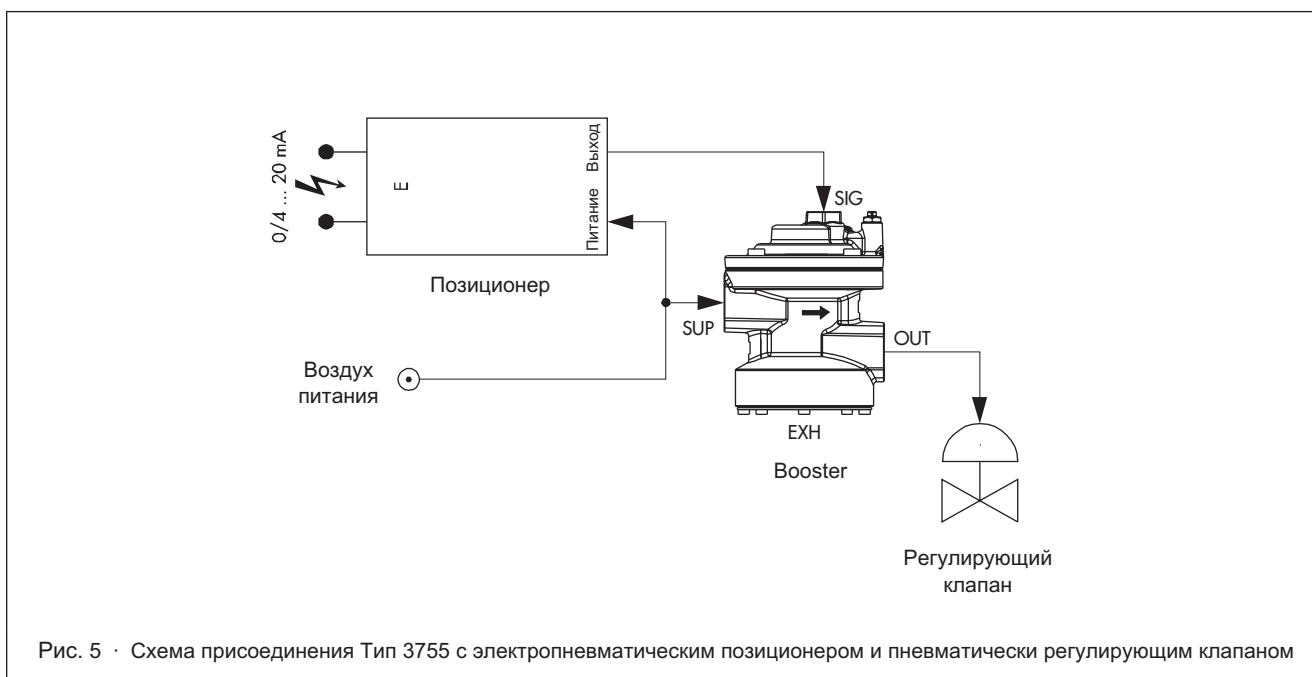 0/4 ... 20 mA
E
Питание
Выход
Позиционер
SIG
SUP
OUT
Воздух
питания
EXH
Booster
Регулирующий
клапан
Рис. 5 · Схема присоединения Тип 3755 с электропневматическим позиционером и пневматически регулирующим клапаном